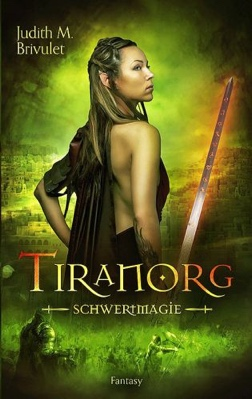 Judith M.
Brivulet
TIRANORG
SCHWERTMAGIE
Fantasy